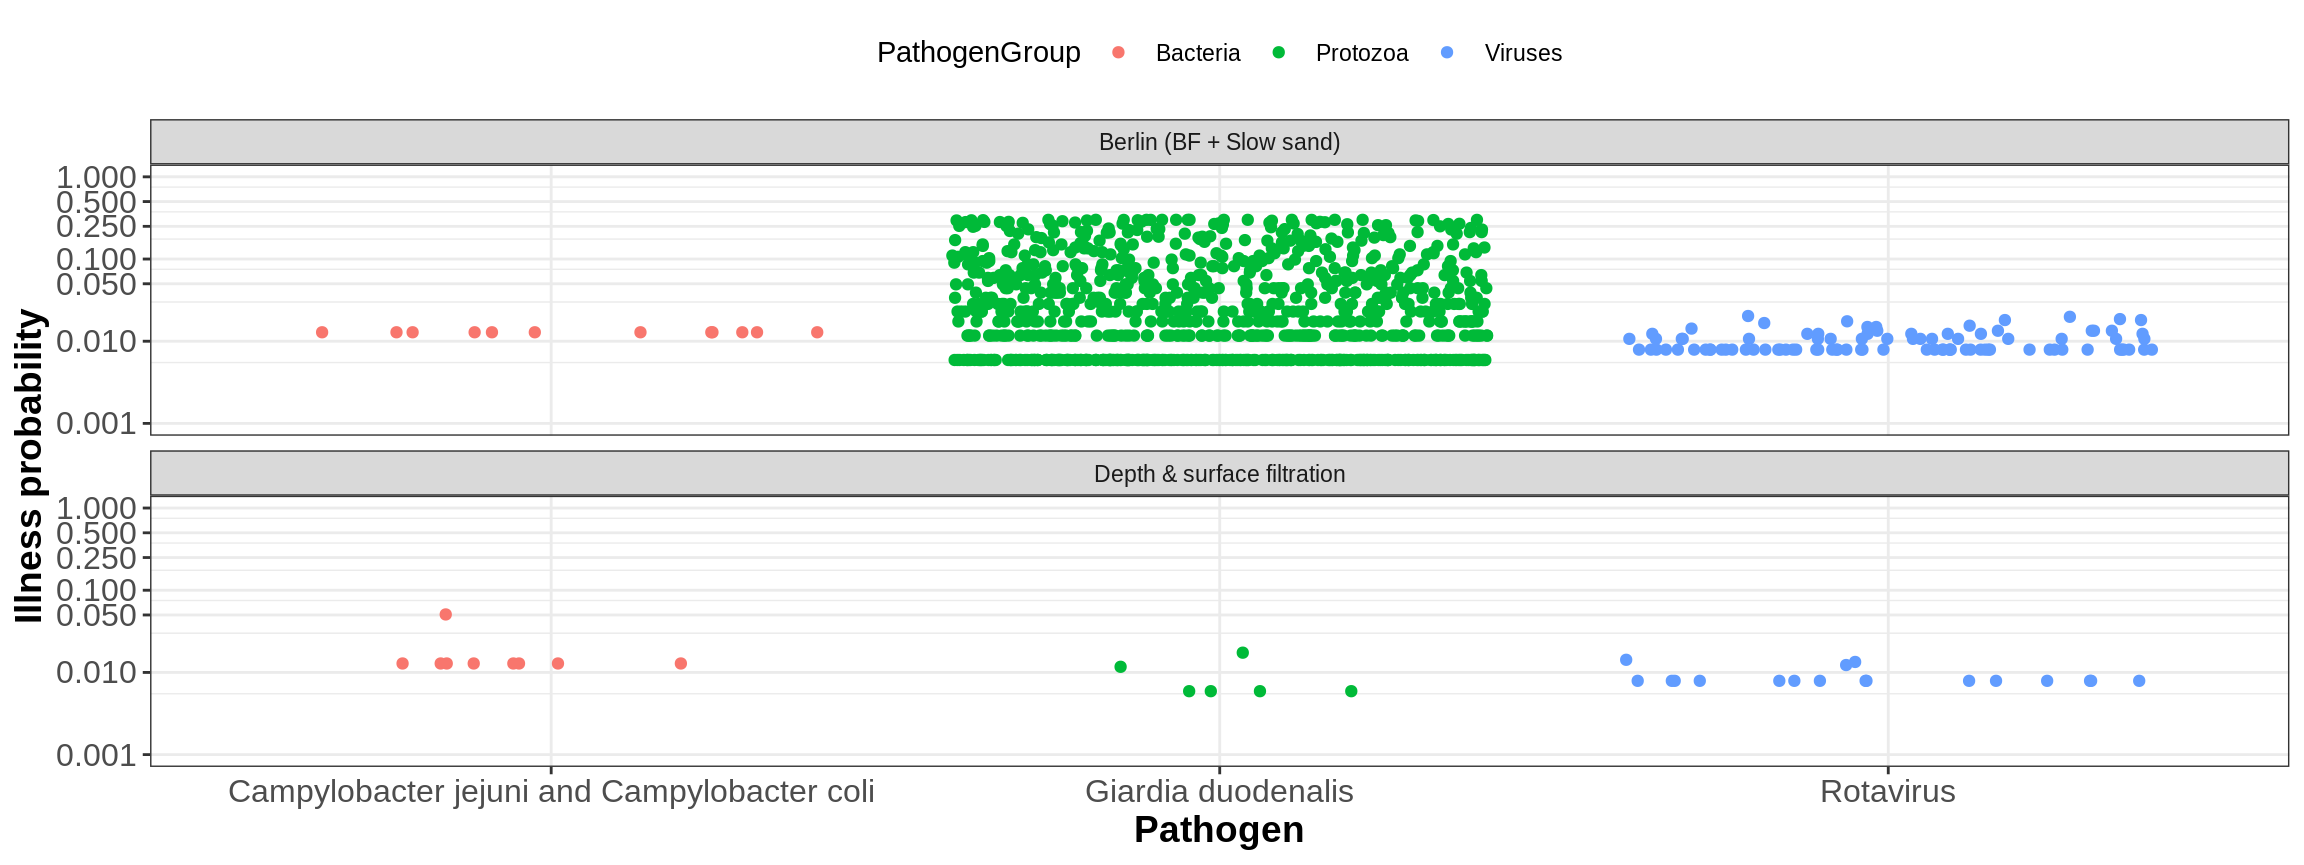 PathogenGroup Bacteria Protozoa Viruses
Berlin (BF + Slow sand)
1.000
0.500
0.250
0.100
0.050
0.010
0.001
Depth & surface filtration
1.000
0.500
0.250
0.100
0.050
0.010
0.001
Illness probability
Campylobacter jejuni and Campylobacter coli Giardia duodenalis Rotavirus
Pathogen